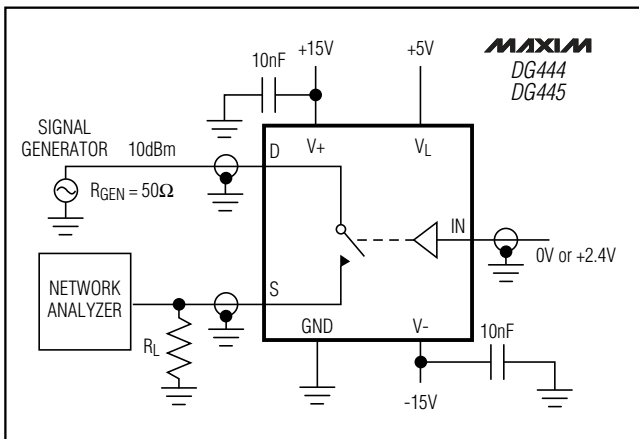 +15V
+5V
MAXIM
10nF
DG444
DG445
SIGNAL
GENERATOR
10dBm
D
V+
VL
RGEN = 50Ω
IN
0V or +2.4V
NETWORK
ANALYZER
S
RL
GND
V-
10nF
-15V